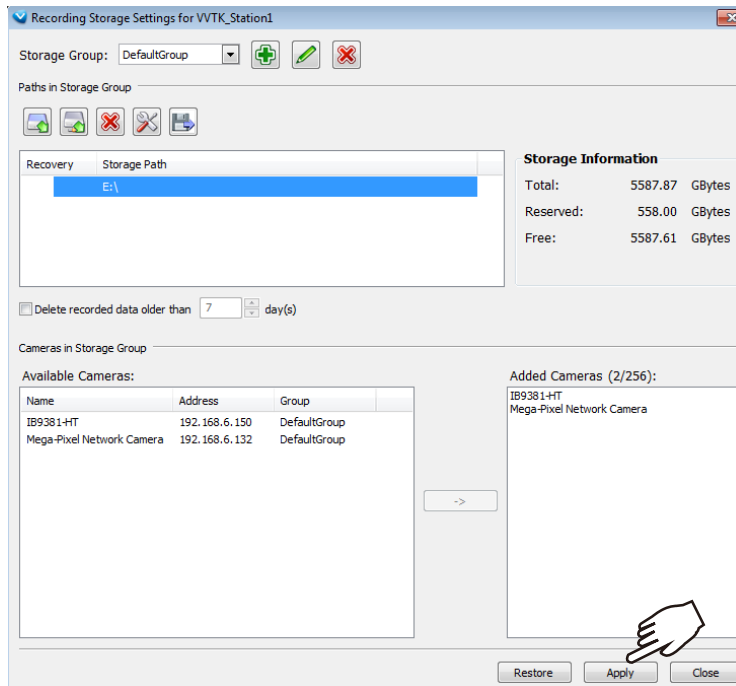 Recording Storage Settings for VVTK_Station1
Storage Group: DefaultGroup
Paths in Storage Group
Recovery Storage Path
E:\
Storage Information
Total: 5587.87 GBytes
Reserved: 558.00 GBytes
Free: 5587.61 GBytes
Delete recorded data older than 7 day(s)
Cameras in Storage Group
Available Cameras:
Name Address Group
IB9381-HT 192.168.6.150 DefaultGroup
Mega-Pixel Network Camera 192.168.6.132 DefaultGroup
->
Added Cameras (2/256):
IB9381-HT
Mega-Pixel Network Camera
Restore Apply Close